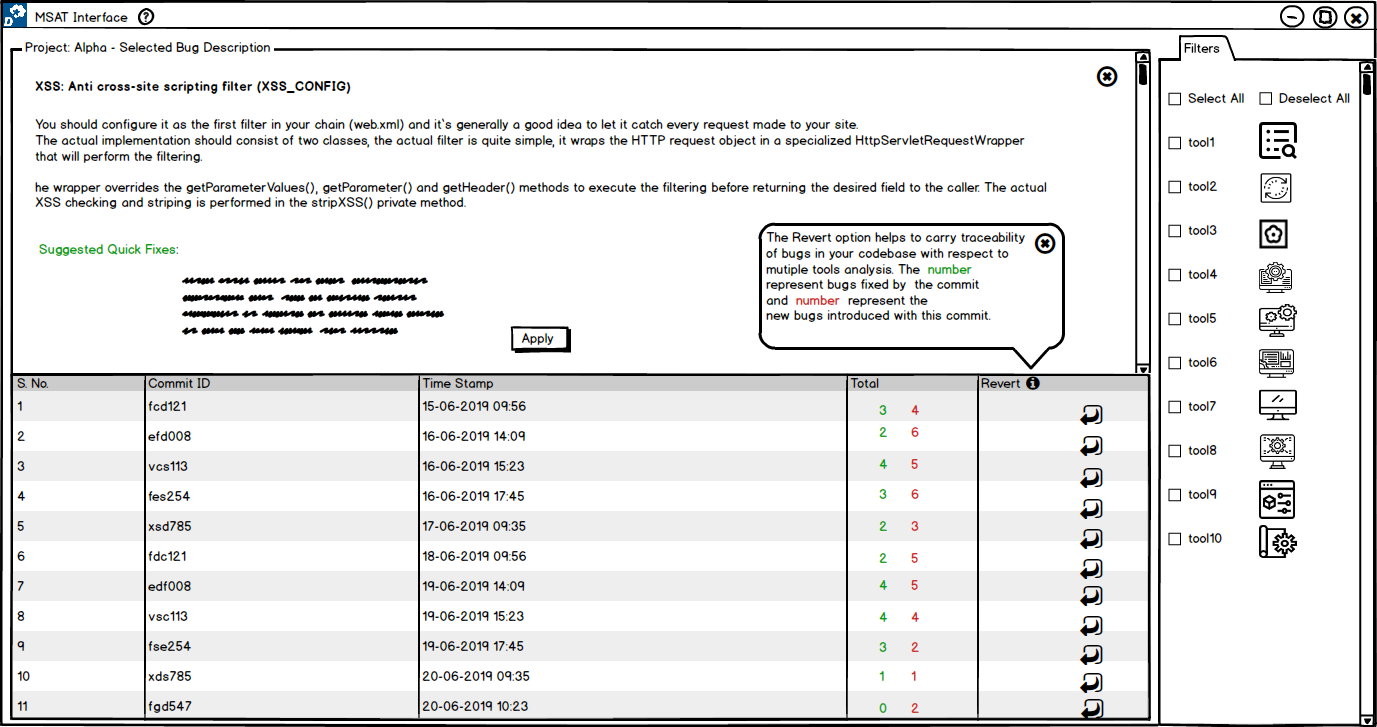 MSAT Interface ?
Project: Alpha - Selected Bug Description
XSS: Anti cross-site scripting filter (XSS_CONFIG)
You should configure it as the first filter in your chain (web.xml) and it`s generally a good idea to let it catch every request made to your site.
The actual implementation should consist of two classes, the actual filter is quite simple, it wraps the HTTP request object in a specialized HttpServletRequestWrapper
that will perform the filtering.
he wrapper overrides the getParameterValues(), getParameter() and getHeader() methods to execute the filtering before returning the desired field to the caller. The actual
XSS checking and striping is performed in the stripXSS() private method.
Suggested Quick Fixes:
Apply
The Revert option helps to carry traceability
of bugs in your codebase with respect to
mutiple tools analysis. The number
represent bugs fixed by the commit
and number represent the
new bugs introduced with this commit.
S. No. Commit ID Time Stamp Total Revert i
1 fcd121 15-06-2019 09:56 3 4
2 efd008 16-06-2019 14:09 2 6
3 vcs113 16-06-2019 15:23 4 5
4 fes254 16-06-2019 17:45 3 6
5 xsd785 17-06-2019 09:35 2 3
6 fdc121 18-06-2019 09:56 2 5
7 edf008 19-06-2019 14:09 4 5
8 vsc113 19-06-2019 15:23 4 4
9 fse254 19-06-2019 17:45 3 2
10 xds785 20-06-2019 09:35 1 1
11 fgd547 20-06-2019 10:23 0 2
Filters
Select All Deselect All
tool1
tool2
tool3
tool4
tool5
tool6
tool7
tool8
tool9
tool10